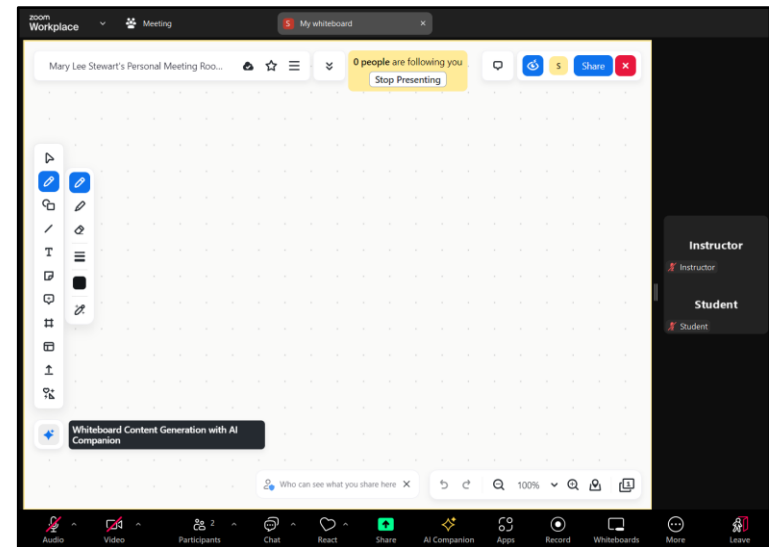 zoom
Workplace
Meeting
S My whiteboard
Mary Lee Stewart's Personal Meeting Roo...
0 people are following you
Stop Presenting
S
Share
T
Whiteboard Content Generation with AI
Companion
Who can see what you share here
100%
1
Instructor
Instructor
Student
Student
Audio
Video
2
Participants
Chat
React
Share
AI Companion
Apps
Record
Whiteboards
More
Leave